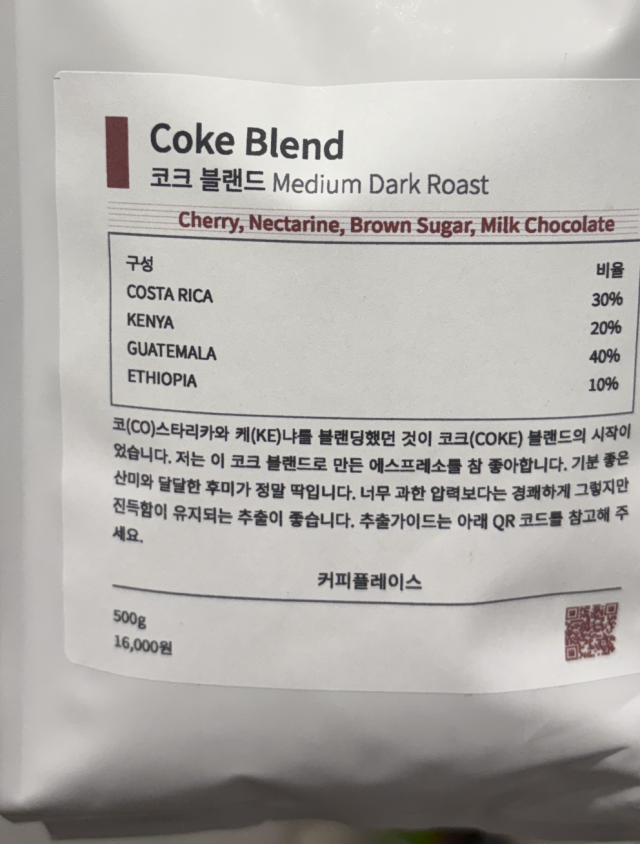 Coke Blend
코크 블랜드 Medium Dark Roast
Cherry, Nectarine, Brown Sugar, Milk Chocolate
구성 비율
COSTA RICA 30%
KENYA 20%
GUATEMALA 40%
ETHIOPIA 10%
코(CO)스타리카와 케(KE)냐를 블랜딩했던 것이 코크(COKE) 블랜드의 시작이
었습니다. 저는 이 코크 블랜드로 만든 에스프레소를 참 좋아합니다. 기분 좋은
산미와 달달한 후미가 정말 딱입니다. 너무 과한 압력보다는 경쾌하게 그렇지만
진득함이 유지되는 추출이 좋습니다. 추출가이드는 아래 QR 코드를 참고해 주
세요.
커피플레이스
500g
16,000원